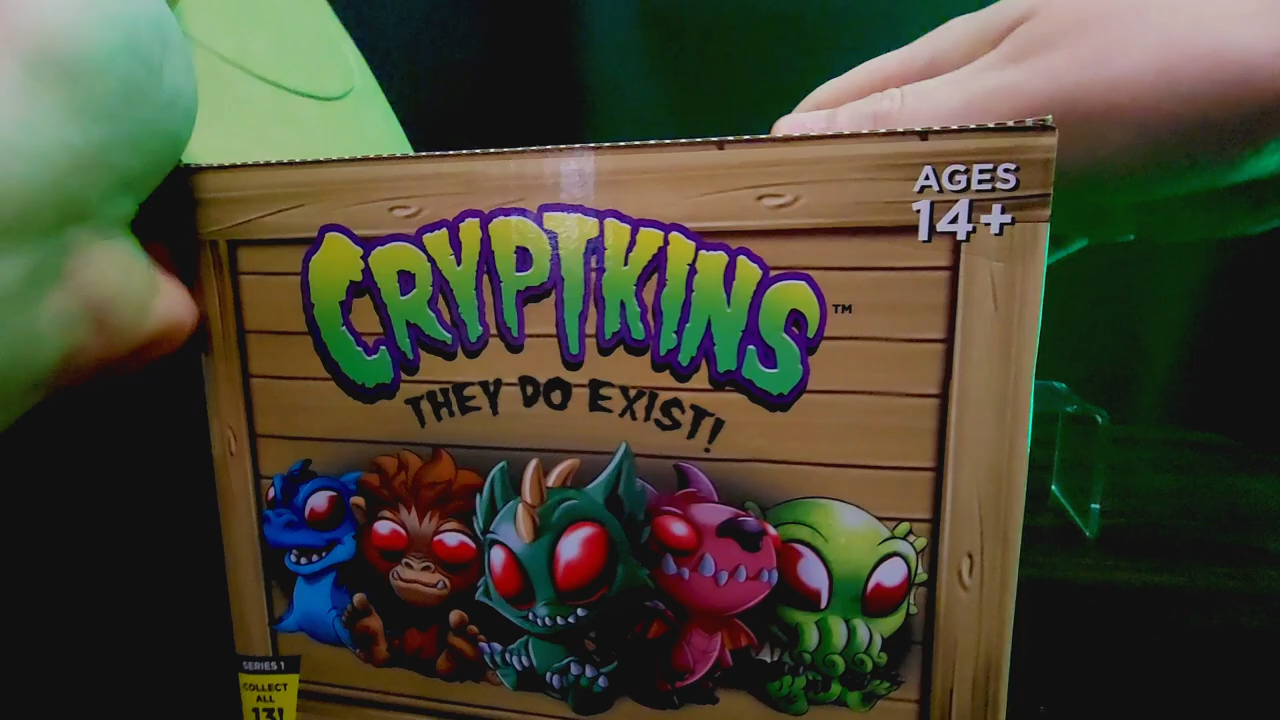 AGES
14+
CRYPTKINS™
THEY DO EXIST!
SERIES 1
COLLECT
ALL
13!